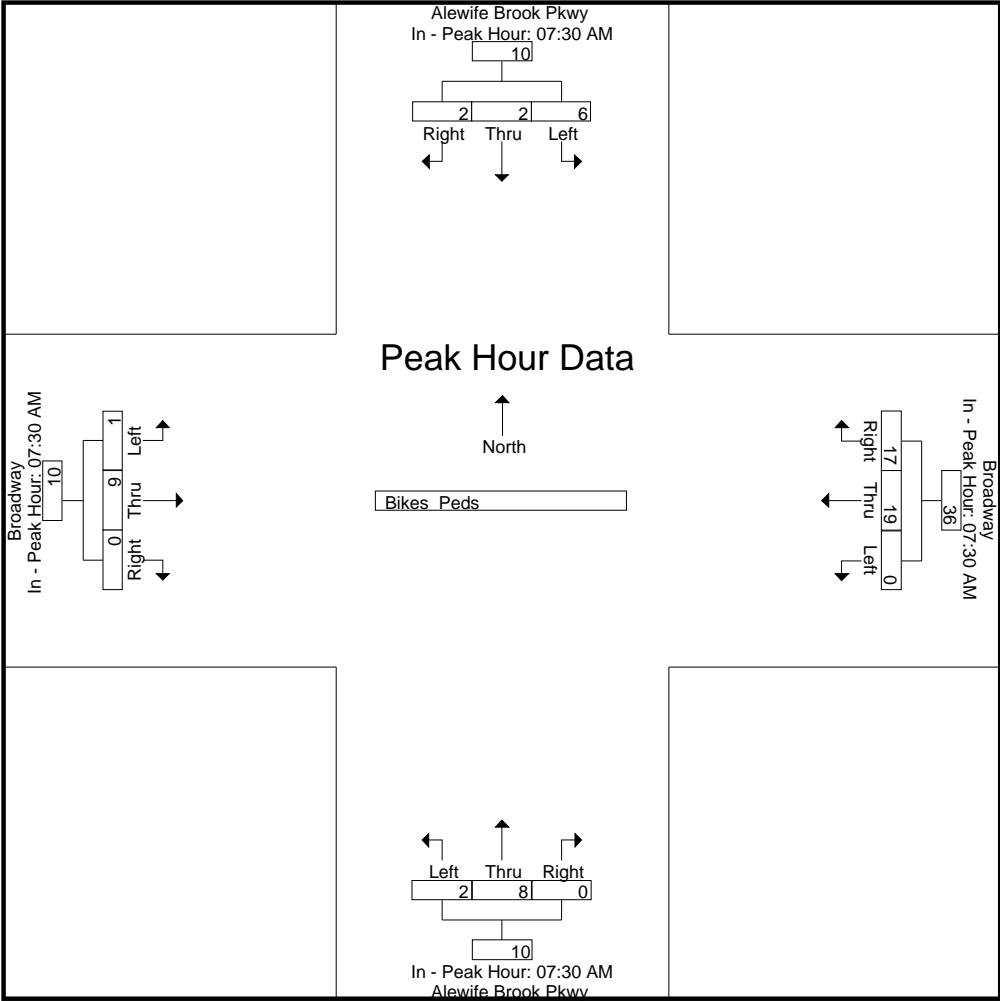 Alewife Brook Pkwy
In - Peak Hour: 07:30 AM
10
2 2 6
Right Thru Left
Peak Hour Data
North
Bikes Peds
Broadway
In - Peak Hour: 07:30 AM
10
1 9 0
Left Thru Right
Broadway
In - Peak Hour: 07:30 AM
36
17 19 0
Right Thru Left
Left Thru Right
2 8 0
10
In - Peak Hour: 07:30 AM
Alewife Brook Pkwy